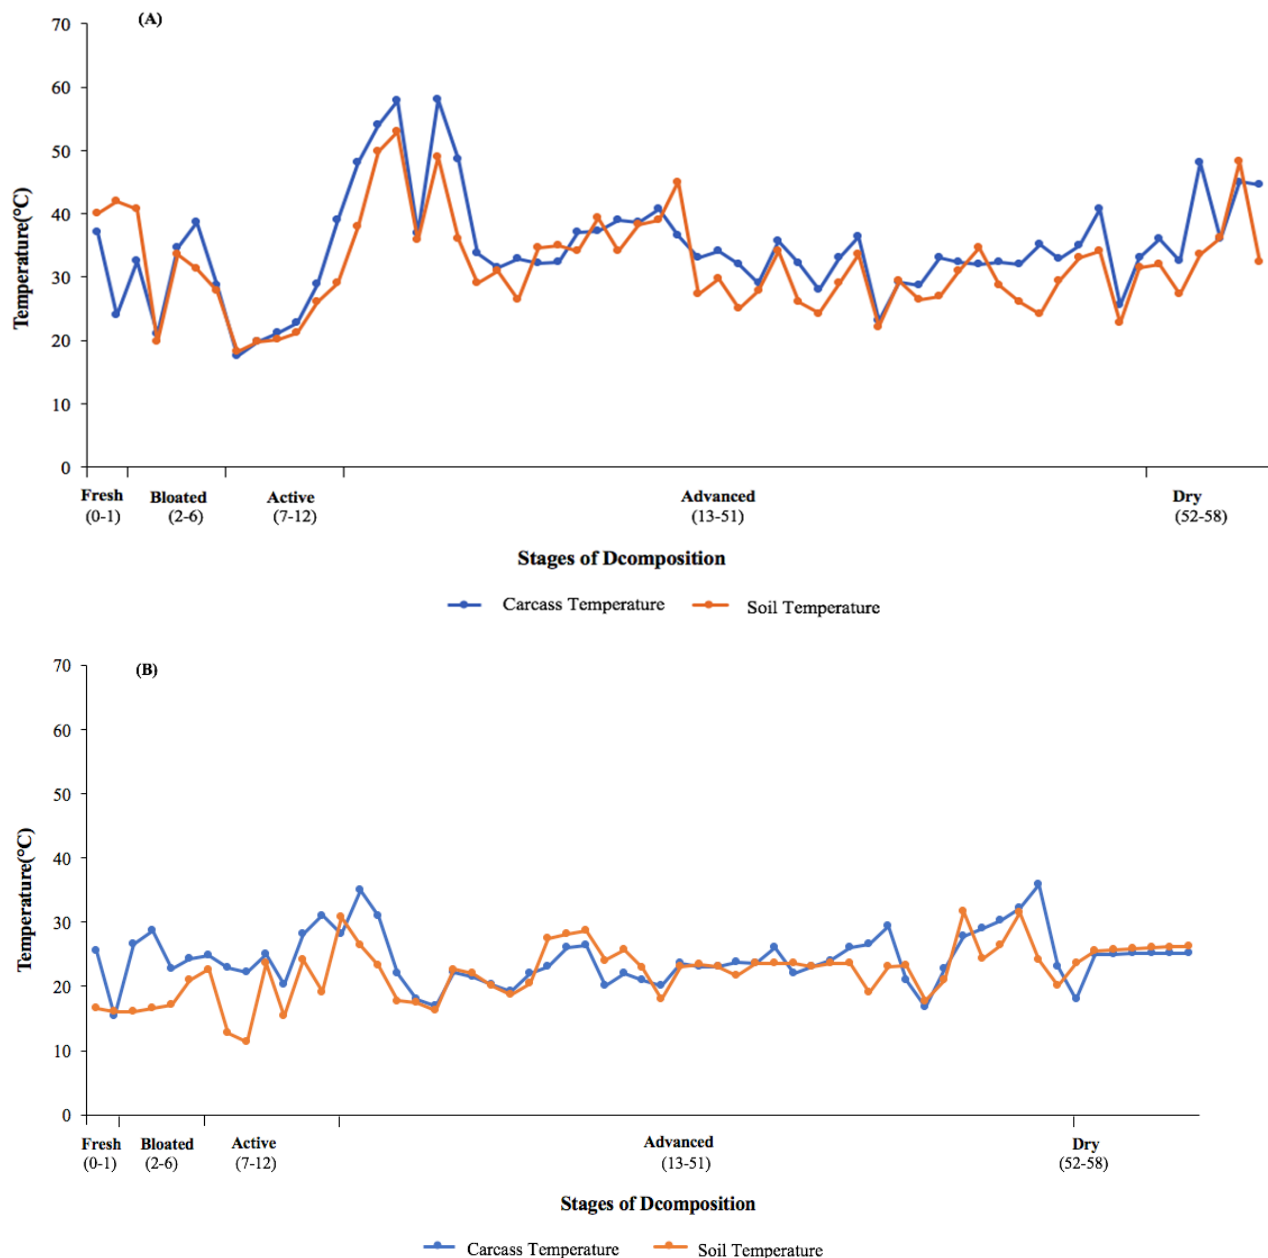 (A)
70
60
50
40
30
20
10
0
Temperature(°C)
Fresh Bloated Active Advanced Dry
(0-1) (2-6) (7-12) (13-51) (52-58)
Stages of Dcomposition
Carcass Temperature Soil Temperature
(B)
70
60
50
40
30
20
10
0
Temperature(°C)
Fresh Bloated Active Advanced Dry
(0-1) (2-6) (7-12) (13-51) (52-58)
Stages of Dcomposition
Carcass Temperature Soil Temperature